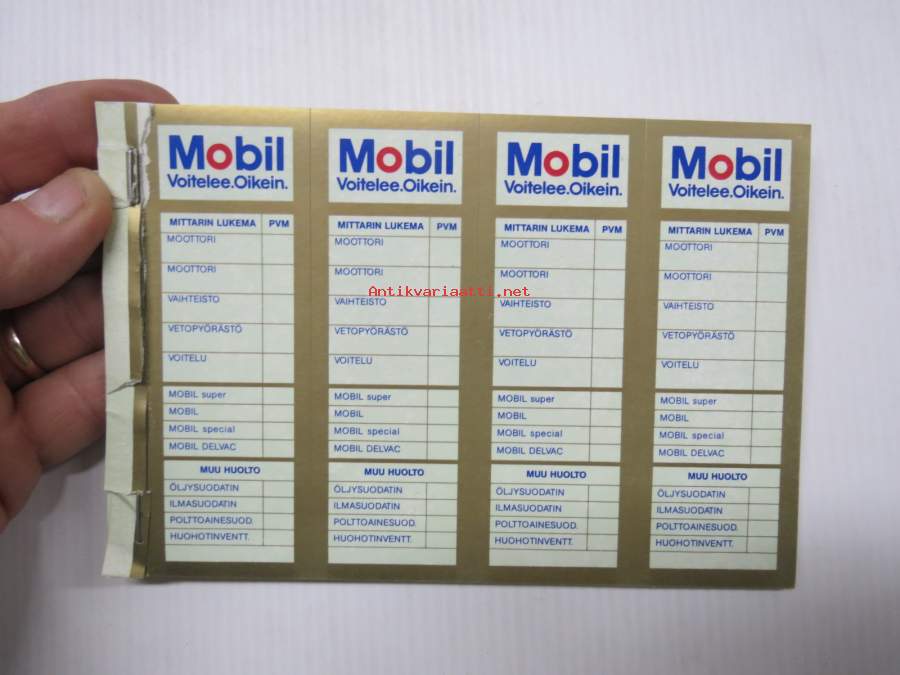 Mobil
Voitelee.Oikein.
MITTARIN LUKEMA PVM
MOOTTORI
MOOTTORI
VAIHTEISTO
VETOPYÖRÄSTÖ
VOITELU
MOBIL super
MOBIL
MOBIL special
MOBIL DELVAC
MUU HUOLTO
ÖLJYSUODATIN
ILMASUODATIN
POLTTOAINESUOD.
HUOHOTINVENTT.
Mobil
Voitelee.Oikein.
MITTARIN LUKEMA PVM
MOOTTORI
MOOTTORI
VAIHTEISTO
VETOPYÖRÄSTÖ
VOITELU
MOBIL super
MOBIL
MOBIL special
MOBIL DELVAC
MUU HUOLTO
ÖLJYSUODATIN
ILMASUODATIN
POLTTOAINESUOD.
HUOHOTINVENTT.
Mobil
Voitelee.Oikein.
MITTARIN LUKEMA PVM
MOOTTORI
MOOTTORI
VAIHTEISTO
VETOPYÖRÄSTÖ
VOITELU
MOBIL super
MOBIL
MOBIL special
MOBIL DELVAC
MUU HUOLTO
ÖLJYSUODATIN
ILMASUODATIN
POLTTOAINESUOD.
HUOHOTINVENTT.
Mobil
Voitelee.Oikein.
MITTARIN LUKEMA PVM
MOOTTORI
MOOTTORI
VAIHTEISTO
VETOPYÖRÄSTÖ
VOITELU
MOBIL super
MOBIL
MOBIL special
MOBIL DELVAC
MUU HUOLTO
ÖLJYSUODATIN
ILMASUODATIN
POLTTOAINESUOD.
HUOHOTINVENTT.
Antikvariaatti.net